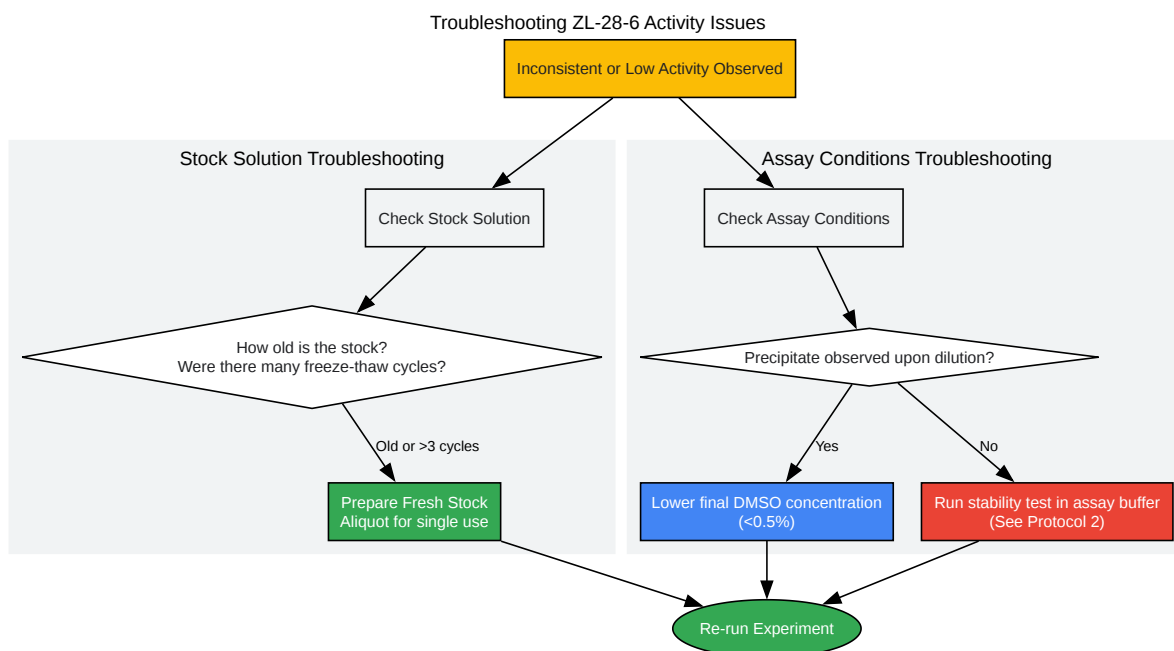 Troubleshooting ZL-28-6 Activity Issues
Inconsistent or Low Activity Observed
Stock Solution Troubleshooting
Assay Conditions Troubleshooting
Check Stock Solution
Check Assay Conditions
How old is the stock?
Were there many freeze-thaw cycles?
Precipitate observed upon dilution?
Old or >3 cycles
Yes
No
Prepare Fresh Stock
Aliquot for single use
Lower final DMSO concentration
(<0.5%)
Run stability test in assay buffer
(See Protocol 2)
Re-run Experiment